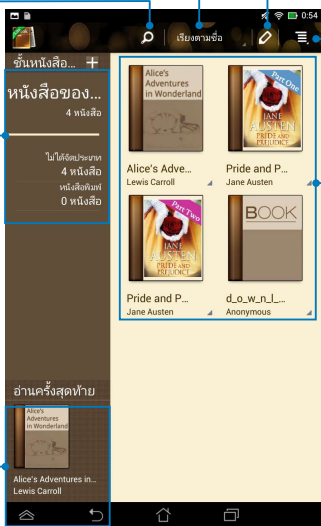 0:54
เรียงตามชื่อ
ชั้นหนังสือ... +
หนังสือของ...
4 หนังสือ
ไม่ได้จัดประเภท
4 หนังสือ
หนังสือพิมพ์
0 หนังสือ
Alice's
Adventures
in Wonderland
Alice's Adve...
Lewis Carroll
Part One
JANE
AUSTEN
PRIDE AND
PREJUDICE
Pride and P...
Jane Austen
Part Two
JANE
AUSTEN
PRIDE AND
PREJUDICE
Pride and P...
Jane Austen
BOOK
d_o_w_n_l_...
Anonymous
อ่านครั้งสุดท้าย
Alice's
Adventures
in Wonderland
Alice's Adventures in...
Lewis Carroll